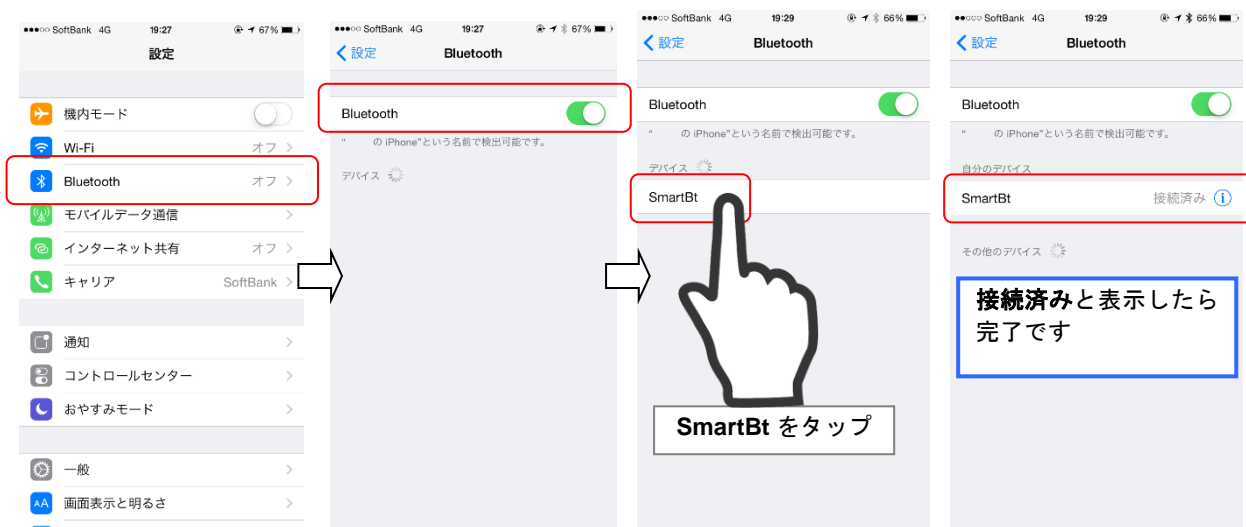 SoftBank 4G 19:27 67%
設定
機内モード
Wi-Fi オフ
Bluetooth オフ
モバイルデータ通信
インターネット共有 オフ
キャリア SoftBank
通知
コントロールセンター
おやすみモード
一般
AA 画面表示と明るさ
SoftBank 4G 19:27 67%
設定 Bluetooth
Bluetooth
“ の iPhone”という名前で検出可能です。
デバイス
SoftBank 4G 19:29 66%
設定 Bluetooth
Bluetooth
“ の iPhone”という名前で検出可能です。
デバイス
SmartBt
SmartBt をタップ
SoftBank 4G 19:29 66%
設定 Bluetooth
Bluetooth
“ の iPhone”という名前で検出可能です。
自分のデバイス
SmartBt 接続済み
その他のデバイス
接続済みと表示したら
完了です